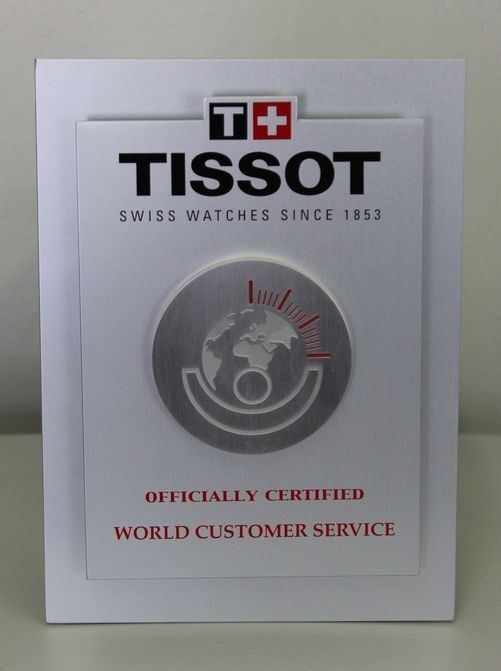 T+
TISSOT
SWISS WATCHES SINCE 1853
OFFICIALLY CERTIFIED
WORLD CUSTOMER SERVICE